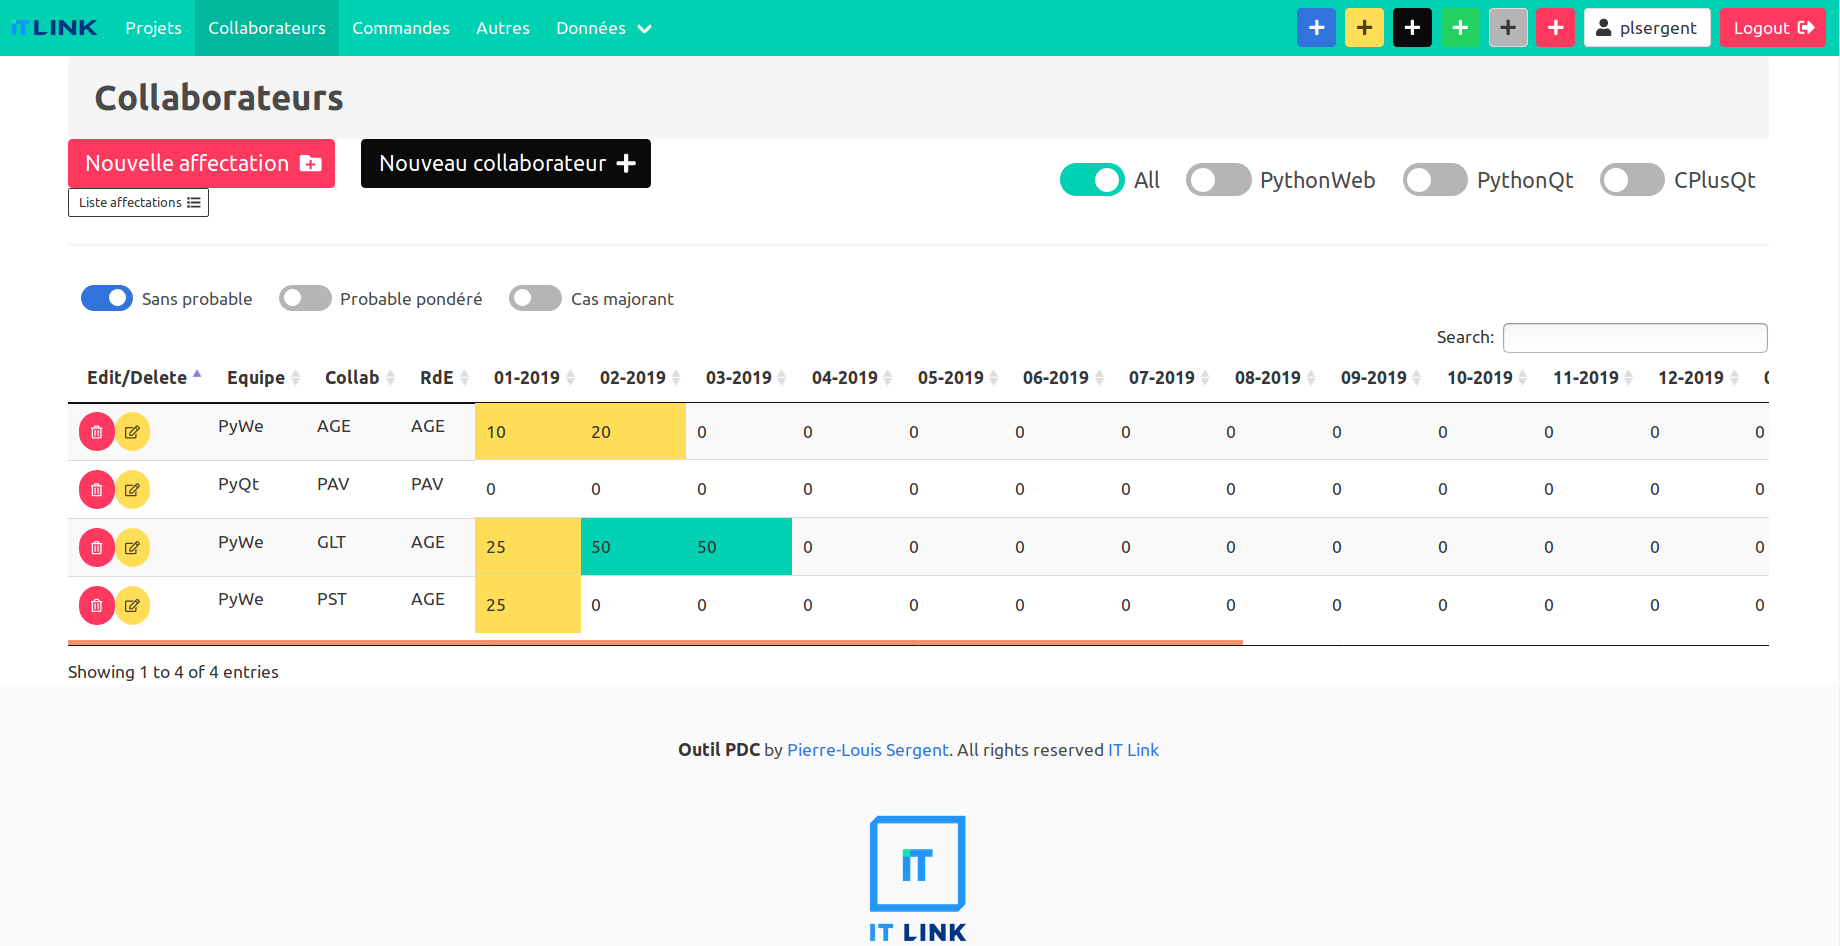 iTLINK Projets Collaborateurs Commandes Autres Données plsergent Logout
Collaborateurs
Nouvelle affectation Nouveau collaborateur
All PythonWeb PythonQt CPlusQt
Liste affectations
Sans probable Probable pondéré Cas majorant
Search:
Edit/Delete Equipe Collab RdE 01-2019 02-2019 03-2019 04-2019 05-2019 06-2019 07-2019 08-2019 09-2019 10-2019 11-2019 12-2019
PyWe AGE AGE 10 20 0 0 0 0 0 0 0 0 0 0 0
PyQt PAV PAV 0 0 0 0 0 0 0 0 0 0 0 0 0
PyWe GLT AGE 25 50 50 0 0 0 0 0 0 0 0 0 0
PyWe PST AGE 25 0 0 0 0 0 0 0 0 0 0 0 0
Showing 1 to 4 of 4 entries
Outil PDC by Pierre-Louis Sergent. All rights reserved IT Link
iT
IT LINK